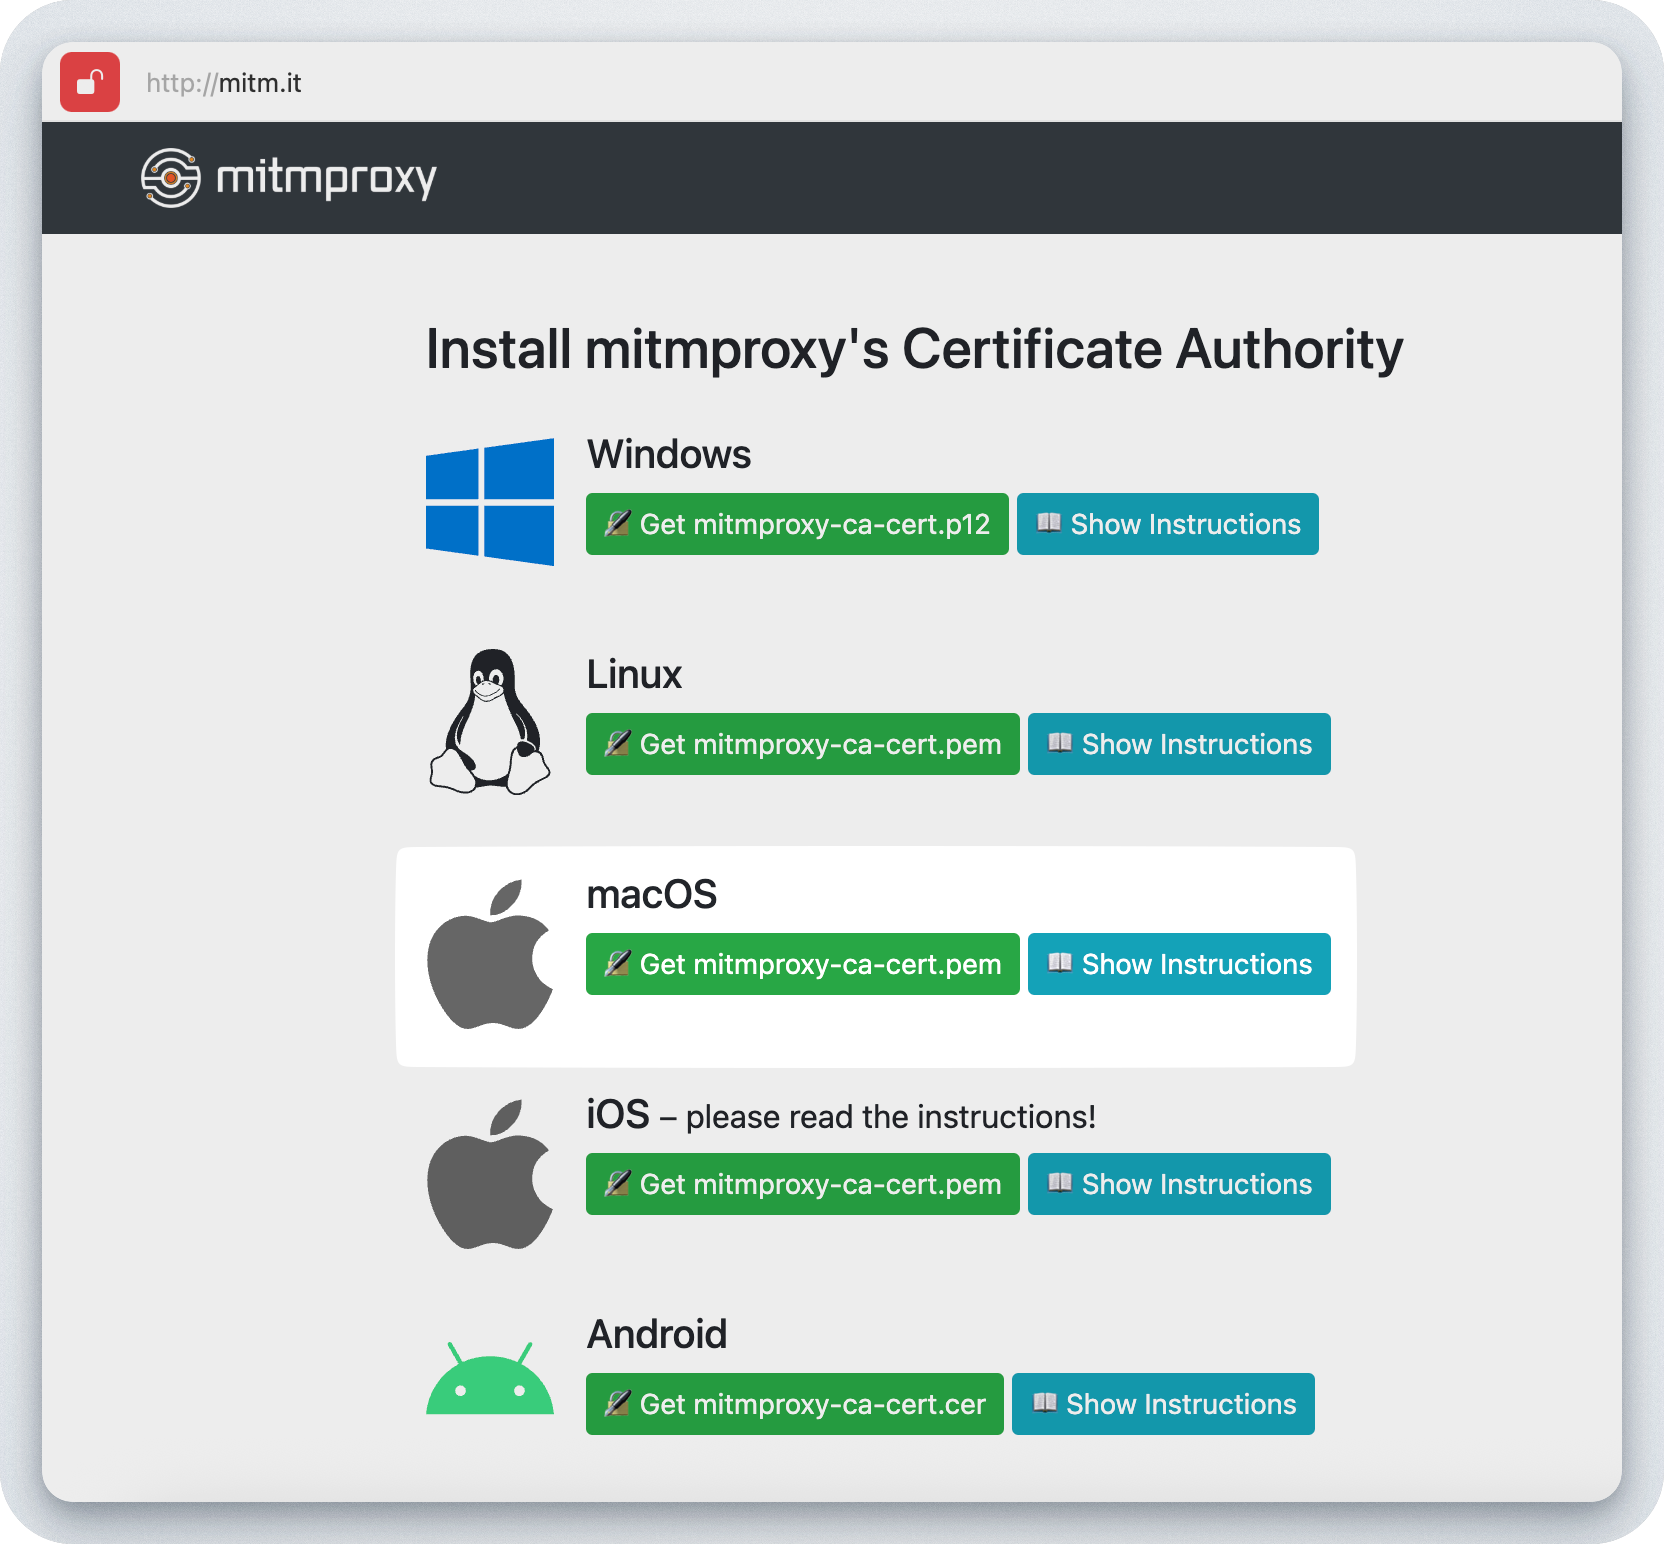 http://mitm.it
mitmproxy
Install mitmproxy's Certificate Authority
Windows
Get mitmproxy-ca-cert.p12 Show Instructions
Linux
Get mitmproxy-ca-cert.pem Show Instructions
macOS
Get mitmproxy-ca-cert.pem Show Instructions
iOS – please read the instructions!
Get mitmproxy-ca-cert.pem Show Instructions
Android
Get mitmproxy-ca-cert.cer Show Instructions